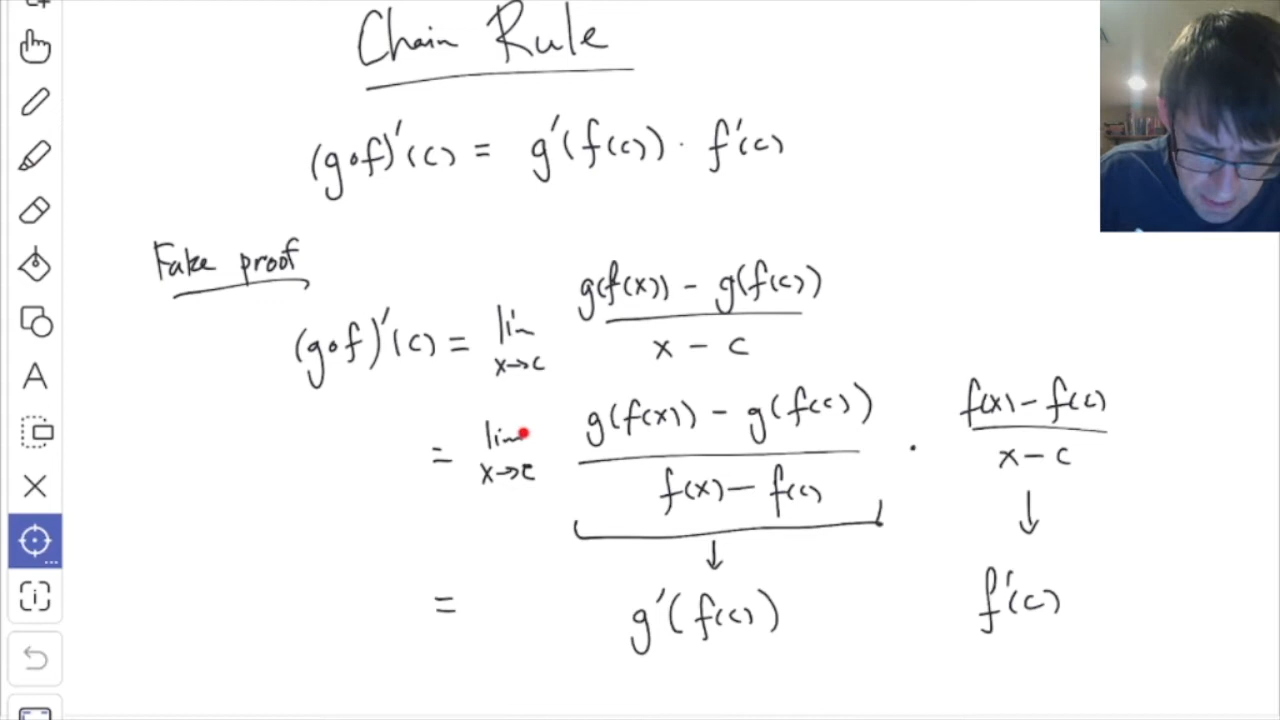 Chain Rule
(g∘f)'(c) = g'(f(c)) · f'(c)
Fake proof
(g∘f)'(c) = lim x→c g(f(x)) - g(f(c)) / x - c
= lim x→c g(f(x)) - g(f(c)) / f(x) - f(c) · f(x) - f(c) / x - c
↓ ↓
= g'(f(c)) f'(c)